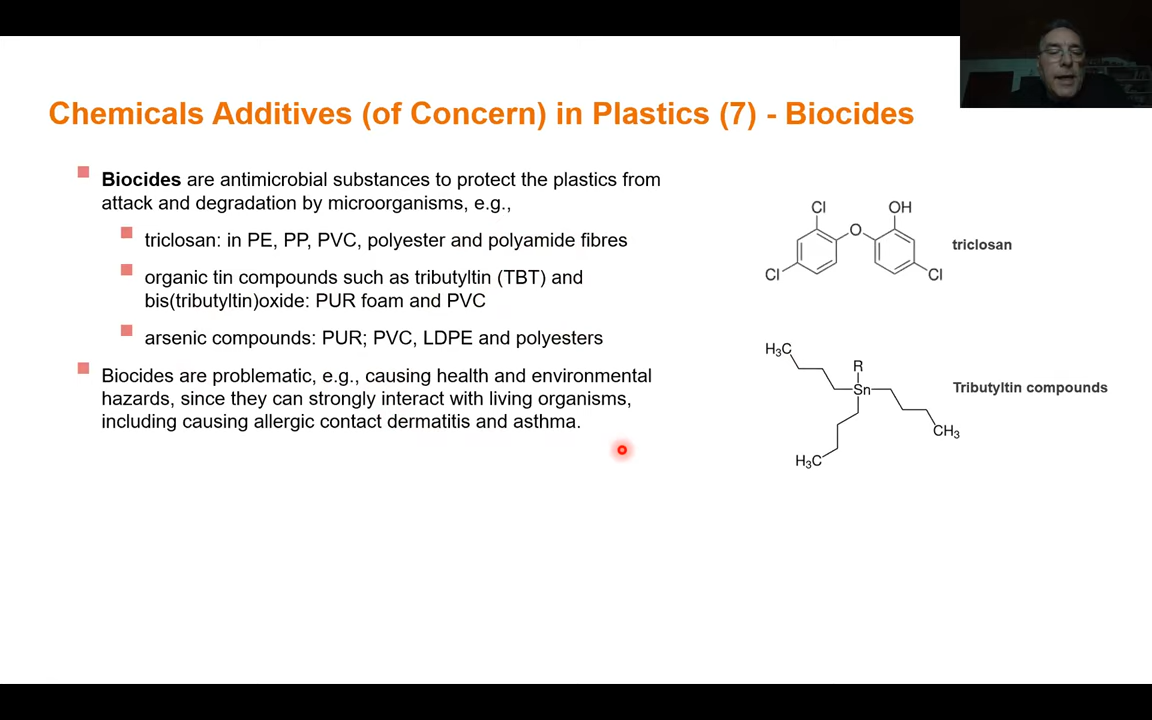 Chemicals Additives (of Concern) in Plastics (7) - Biocides
Biocides are antimicrobial substances to protect the plastics from
attack and degradation by microorganisms, e.g.,
triclosan: in PE, PP, PVC, polyester and polyamide fibres
organic tin compounds such as tributyltin (TBT) and
bis(tributyltin)oxide: PUR foam and PVC
arsenic compounds: PUR; PVC, LDPE and polyesters
Biocides are problematic, e.g., causing health and environmental
hazards, since they can strongly interact with living organisms,
including causing allergic contact dermatitis and asthma.
Cl
OH
O
triclosan
Cl
Cl
H₃C
R
Sn
Tributyltin compounds
CH₃
H₃C